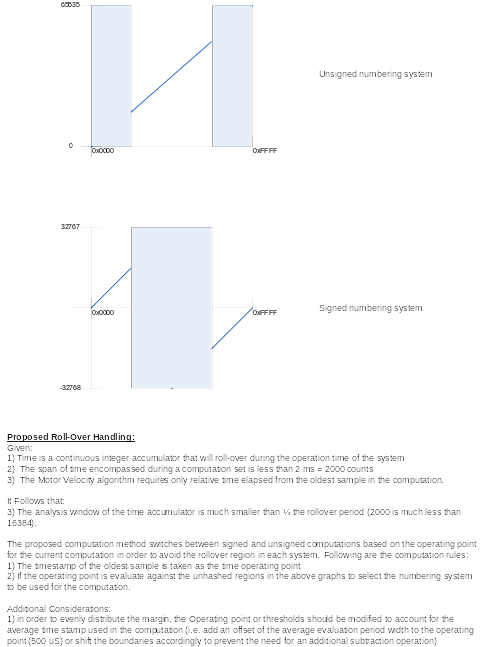 65535
Unsigned numbering system
0
0x0000
0xFFFF
32767
0x0000
0xFFFF
Signed numbering system
-32768
Proposed Roll-Over Handling:
Given:
1) Time is a continuous integer accumulator that will roll-over during the operation time of the system
2)  The span of time encompassed during a computation set is less than 2 ms = 2000 counts
3)  The Motor Velocity algorithm requires only relative time elapsed from the oldest sample in the computation.
It Follows that:
3) The analysis window of the time accumulator is much smaller than ¼ the rollover period (2000 is much less than
16384).
The proposed computation method switches between signed and unsigned computations based on the operating point
for the current computation in order to avoid the rollover region in each system.  Following are the computation rules:
1) The timestamp of the oldest sample is taken as the time operating point
2) If the operating point is evaluate against the unhashed regions in the above graphs to select the numbering system
to be used for the computation.
Additional Considerations:
1) in order to evenly distribute the margin, the Operating point or thresholds should be modified to account for the
average time stamp used in the computation (i.e. add an offset of the average evaluation period width to the operating
point (500 uS) or shift the boundaries accordingly to prevent the need for an additional subtraction operation)